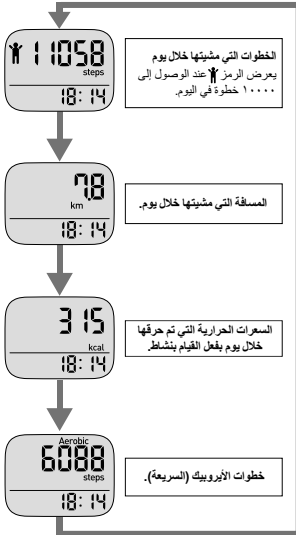 11058
steps
18:14
الخطوات التي مشيتها خلال يوم
يعرض الرمز عند الوصول إلى
١٠٠٠٠ خطوة في اليوم.
7.8
km
18:14
المسافة التي مشيتها خلال يوم.
315
kcal
18:14
السعرات الحرارية التي تم حرقها
خلال يوم بفعل القيام بنشاط.
Aerobic
6088
steps
18:14
خطوات الأيروبيك (السريعة).